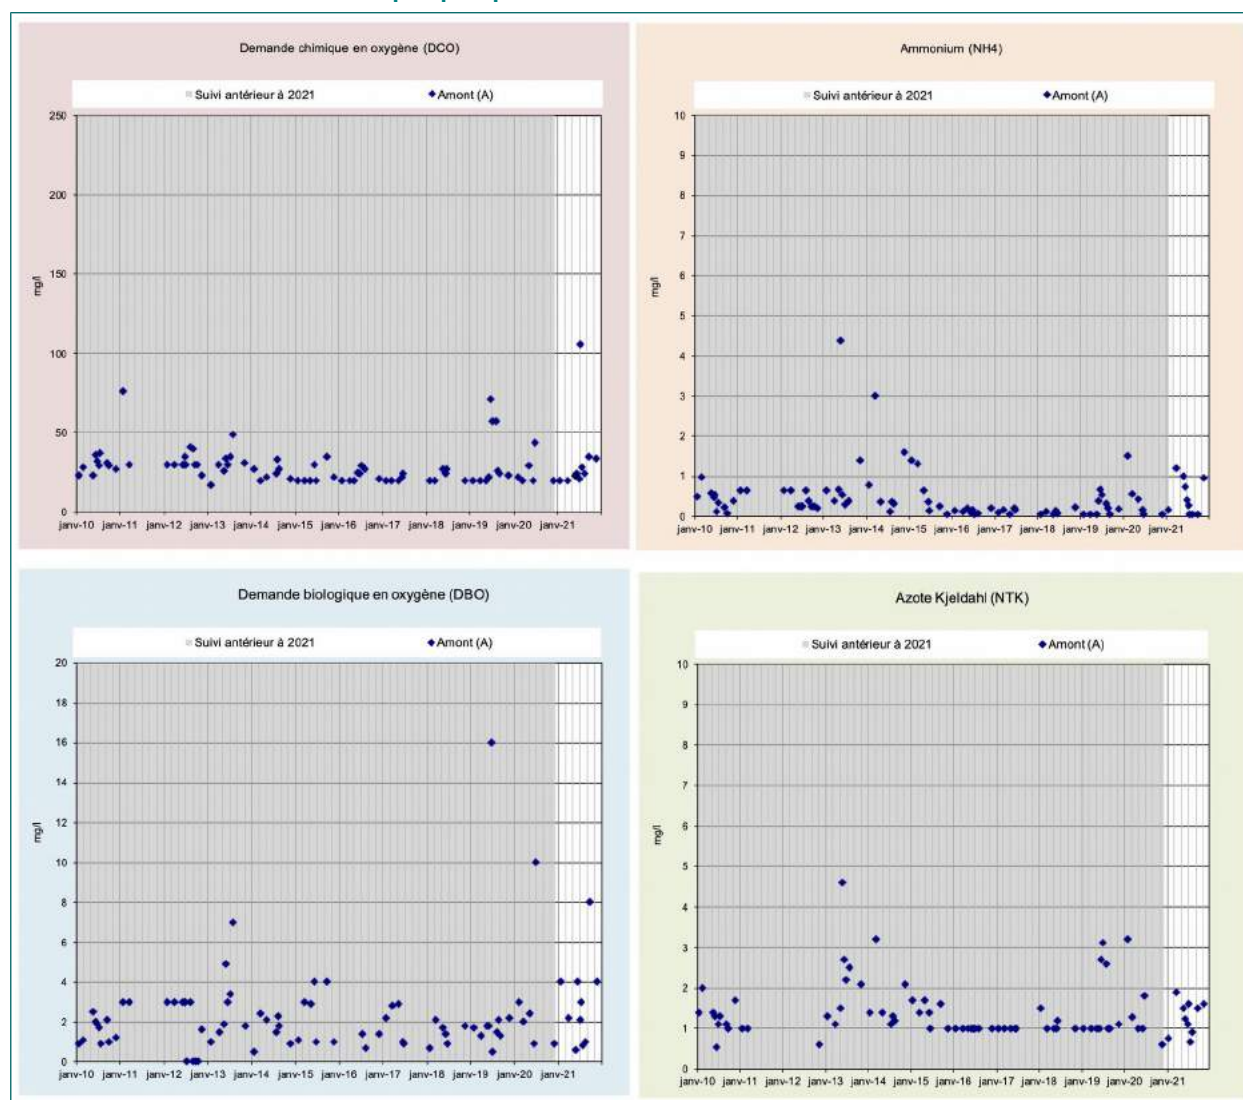 Demande chimique en oxygène (DCO)
Suivi antérieur à 2021
Amont (A)
250
200
150
100
50
0
mg/l
janv-10 janv-11 janv-12 janv-13 janv-14 janv-15 janv-16 janv-17 janv-18 janv-19 janv-20 janv-21
Ammonium (NH4)
Suivi antérieur à 2021
Amont (A)
10
9
8
7
6
5
4
3
2
1
0
mg/l
janv-10 janv-11 janv-12 janv-13 janv-14 janv-15 janv-16 janv-17 janv-18 janv-19 janv-20 janv-21
Demande biologique en oxygène (DBO)
Suivi antérieur à 2021
Amont (A)
20
18
16
14
12
10
8
6
4
2
0
mg/l
janv-10 janv-11 janv-12 janv-13 janv-14 janv-15 janv-16 janv-17 janv-18 janv-19 janv-20 janv-21
Azote Kjeldahl (NTK)
Suivi antérieur à 2021
Amont (A)
10
9
8
7
6
5
4
3
2
1
0
mg/l
janv-10 janv-11 janv-12 janv-13 janv-14 janv-15 janv-16 janv-17 janv-18 janv-19 janv-20 janv-21